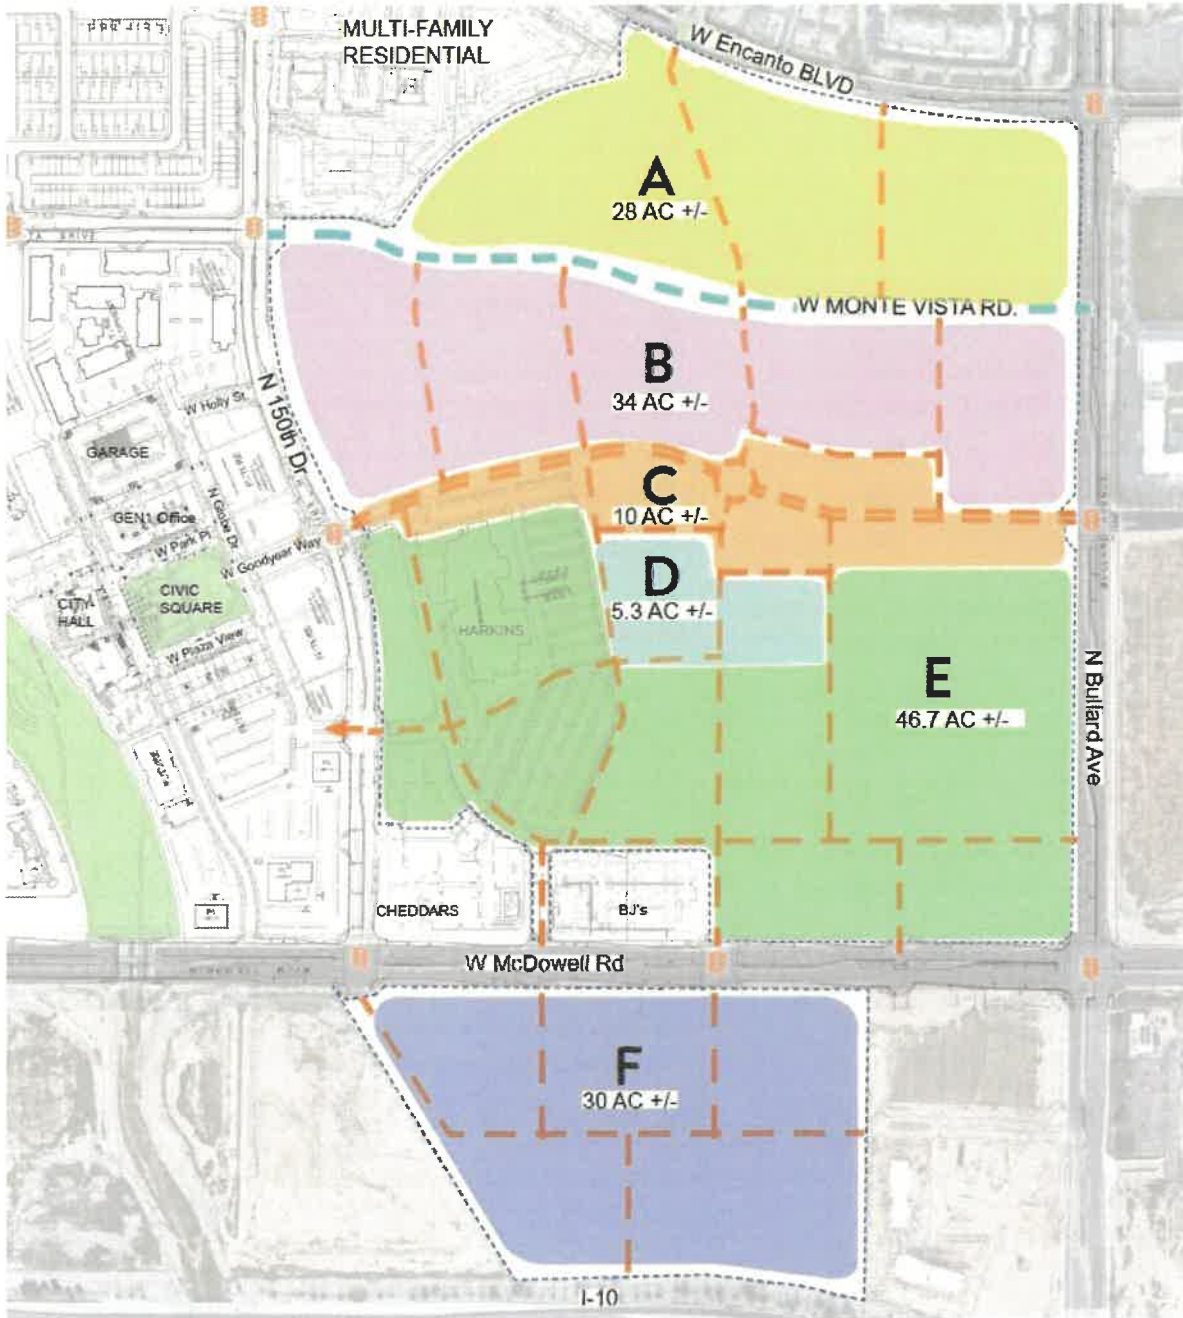 MULTI-FAMILY
RESIDENTIAL
W Encanto BLVD
A
28 AC +/-
W MONTE VISTA RD.
B
34 AC +/-
N 150th Dr
W Holly St
GARAGE
N Globe Dr
GEN1 Office
W Park Pl
W Goodyear Way
C
10 AC +/-
CIVIC
SQUARE
CITY
HALL
W Plaza View
HARKINS
D
5.3 AC +/-
E
46.7 AC +/-
N Bullard Ave
CHEDDARS
BJ's
W McDowell Rd
F
30 AC +/-
I-10